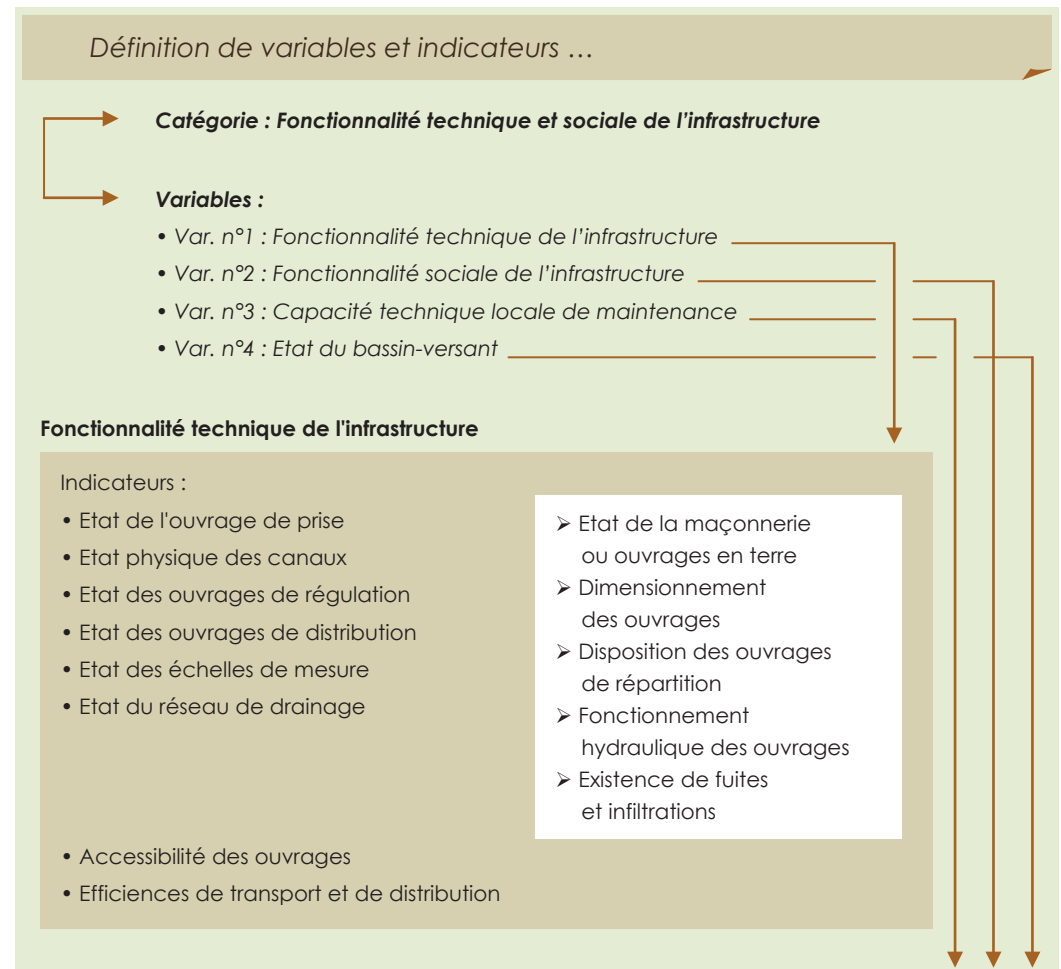 Définition de variables et indicateurs …
Catégorie : Fonctionnalité technique et sociale de l’infrastructure
Variables :
• Var. n°1 : Fonctionnalité technique de l’infrastructure
• Var. n°2 : Fonctionnalité sociale de l’infrastructure
• Var. n°3 : Capacité technique locale de maintenance
• Var. n°4 : Etat du bassin-versant
Fonctionnalité technique de l'infrastructure
Indicateurs :
• Etat de l'ouvrage de prise
• Etat physique des canaux
• Etat des ouvrages de régulation
• Etat des ouvrages de distribution
• Etat des échelles de mesure
• Etat du réseau de drainage
➢ Etat de la maçonnerie
ou ouvrages en terre
➢ Dimensionnement
des ouvrages
➢ Disposition des ouvrages
de répartition
➢ Fonctionnement
hydraulique des ouvrages
➢ Existence de fuites
et infiltrations
• Accessibilité des ouvrages
• Efficiences de transport et de distribution